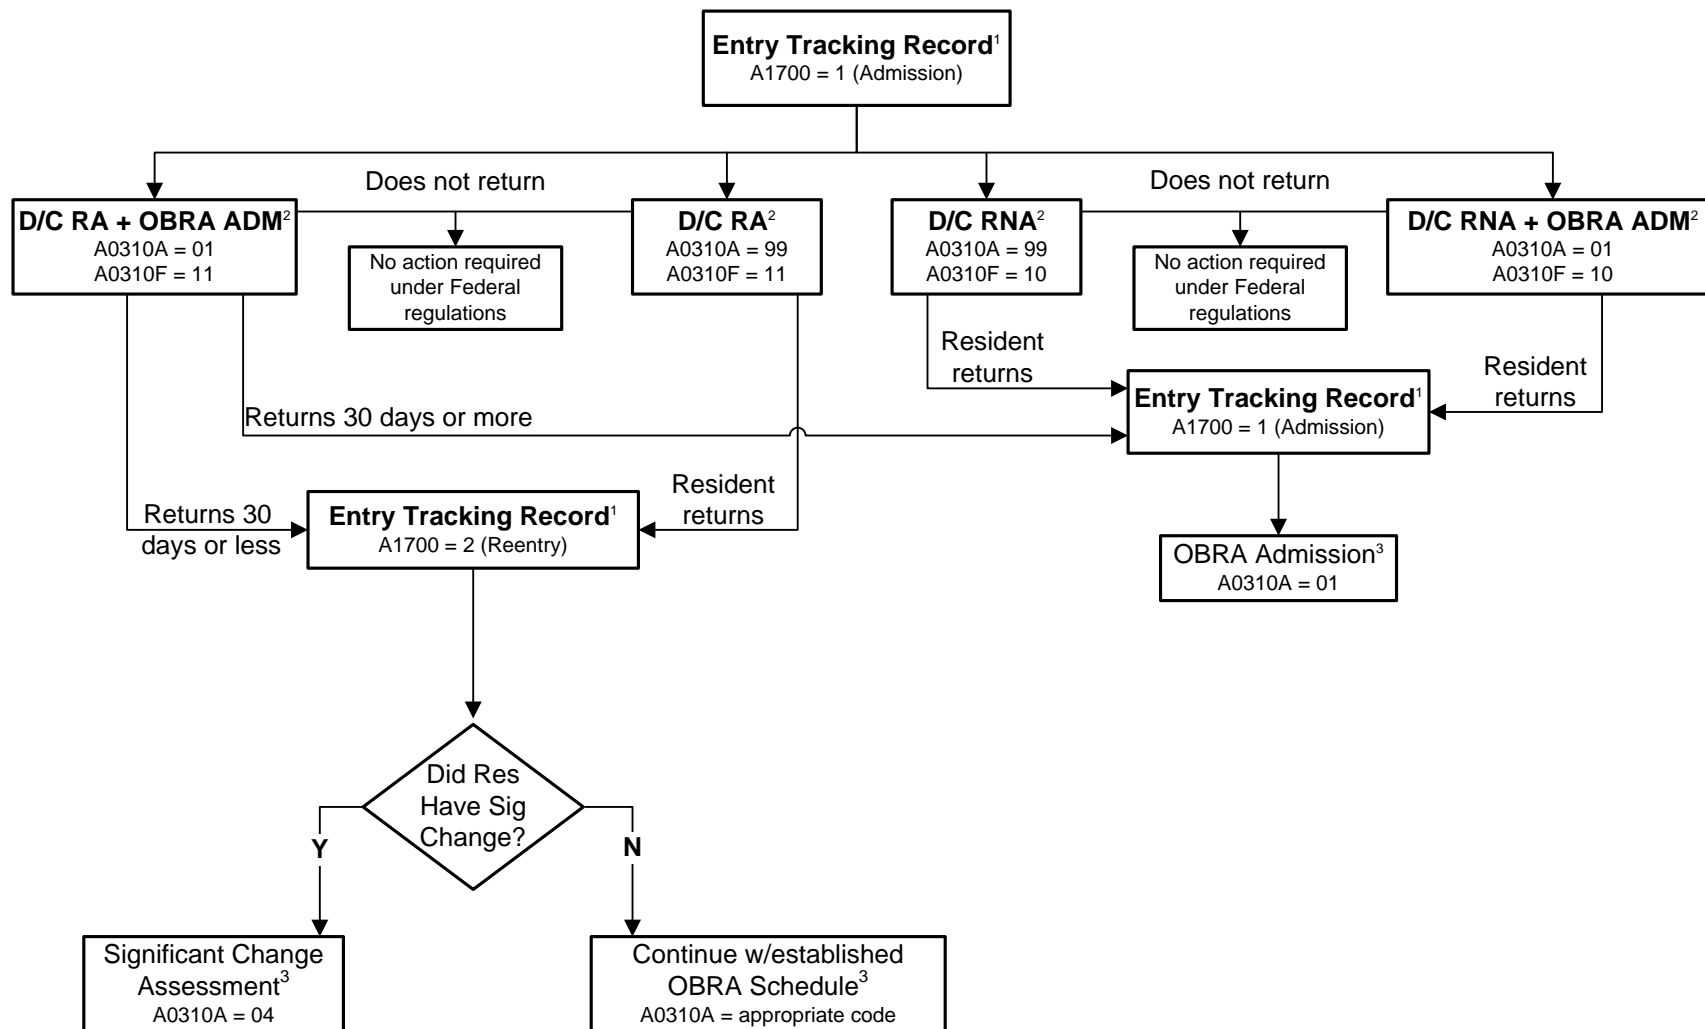 Entry Tracking Record¹
A1700 = 1 (Admission)
Does not return
Does not return
D/C RA + OBRA ADM²
A0310A = 01
A0310F = 11
No action required
under Federal
regulations
D/C RA²
A0310A = 99
A0310F = 11
D/C RNA²
A0310A = 99
A0310F = 10
No action required
under Federal
regulations
D/C RNA + OBRA ADM²
A0310A = 01
A0310F = 10
Resident
returns
Resident
returns
Entry Tracking Record¹
A1700 = 1 (Admission)
Returns 30 days or more
Returns 30
days or less
Entry Tracking Record¹
A1700 = 2 (Reentry)
Resident
returns
OBRA Admission³
A0310A = 01
Did Res
Have Sig
Change?
Y
N
Significant Change
Assessment³
A0310A = 04
Continue w/established
OBRA Schedule³
A0310A = appropriate code